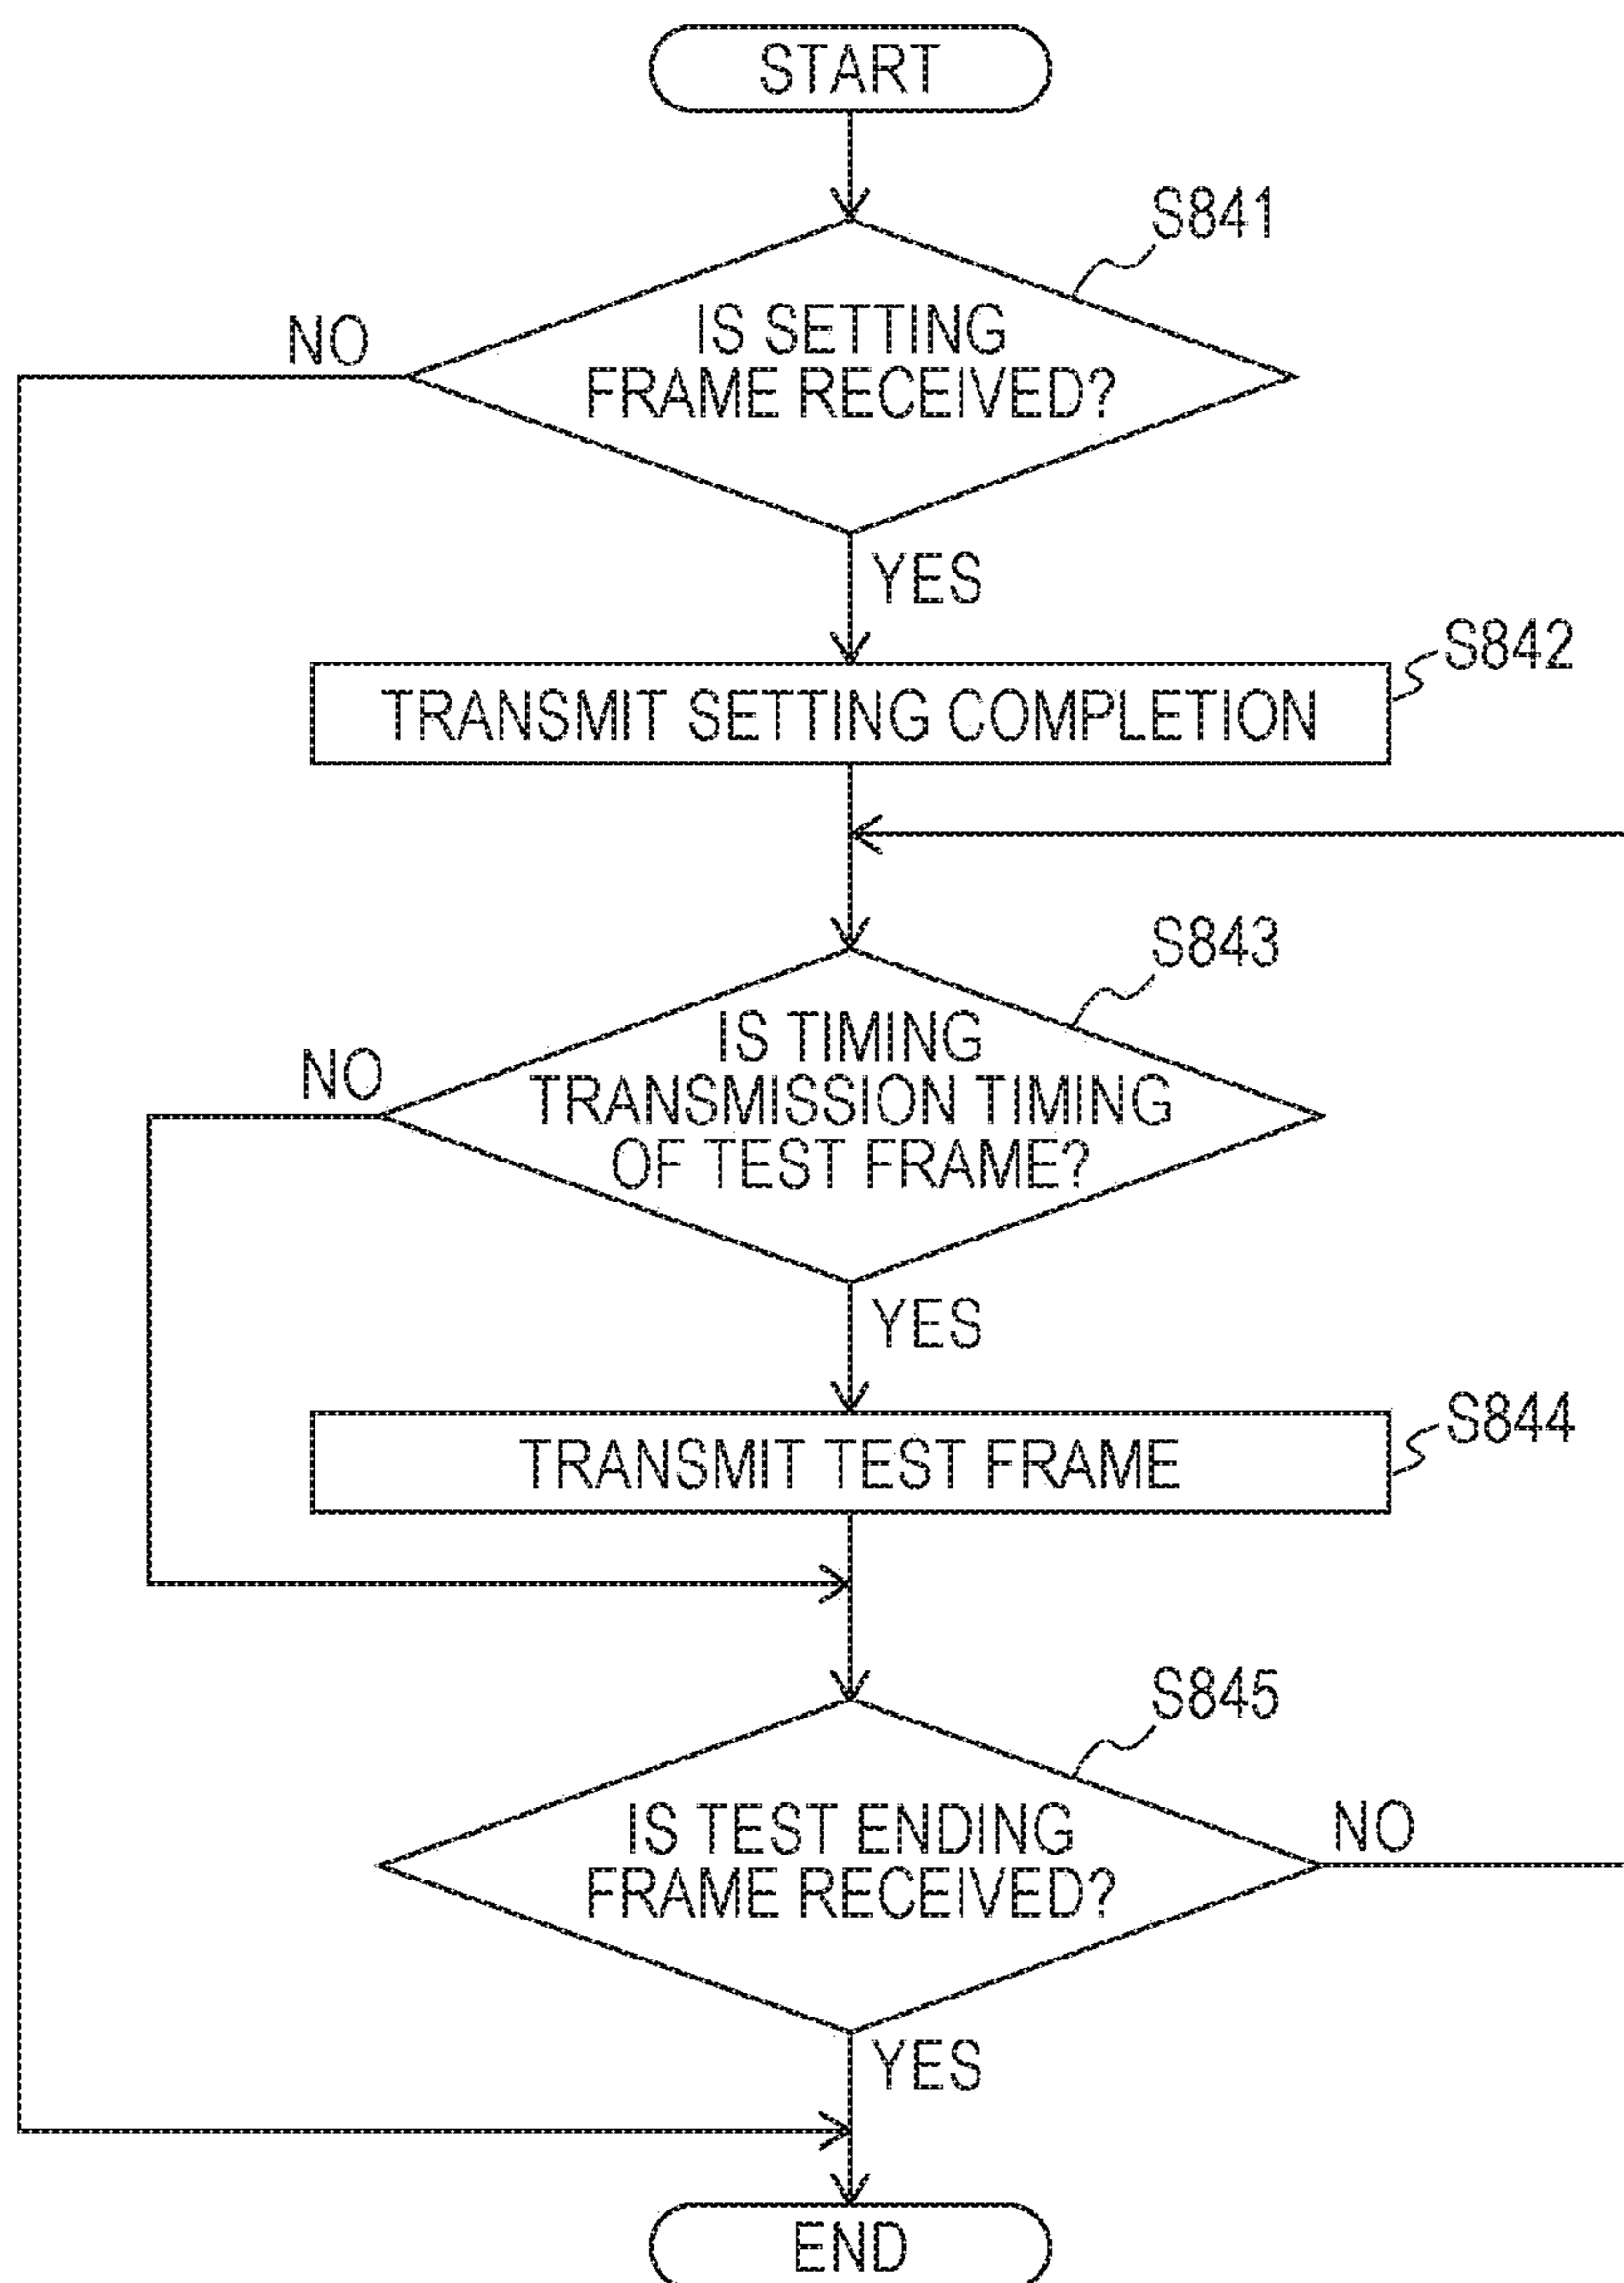 START
S841
IS SETTING
FRAME RECEIVED?
NO
YES
S842
TRANSMIT SETTING COMPLETION
S843
IS TIMING
TRANSMISSION TIMING
OF TEST FRAME?
NO
YES
S844
TRANSMIT TEST FRAME
S845
IS TEST ENDING
FRAME RECEIVED?
NO
YES
END